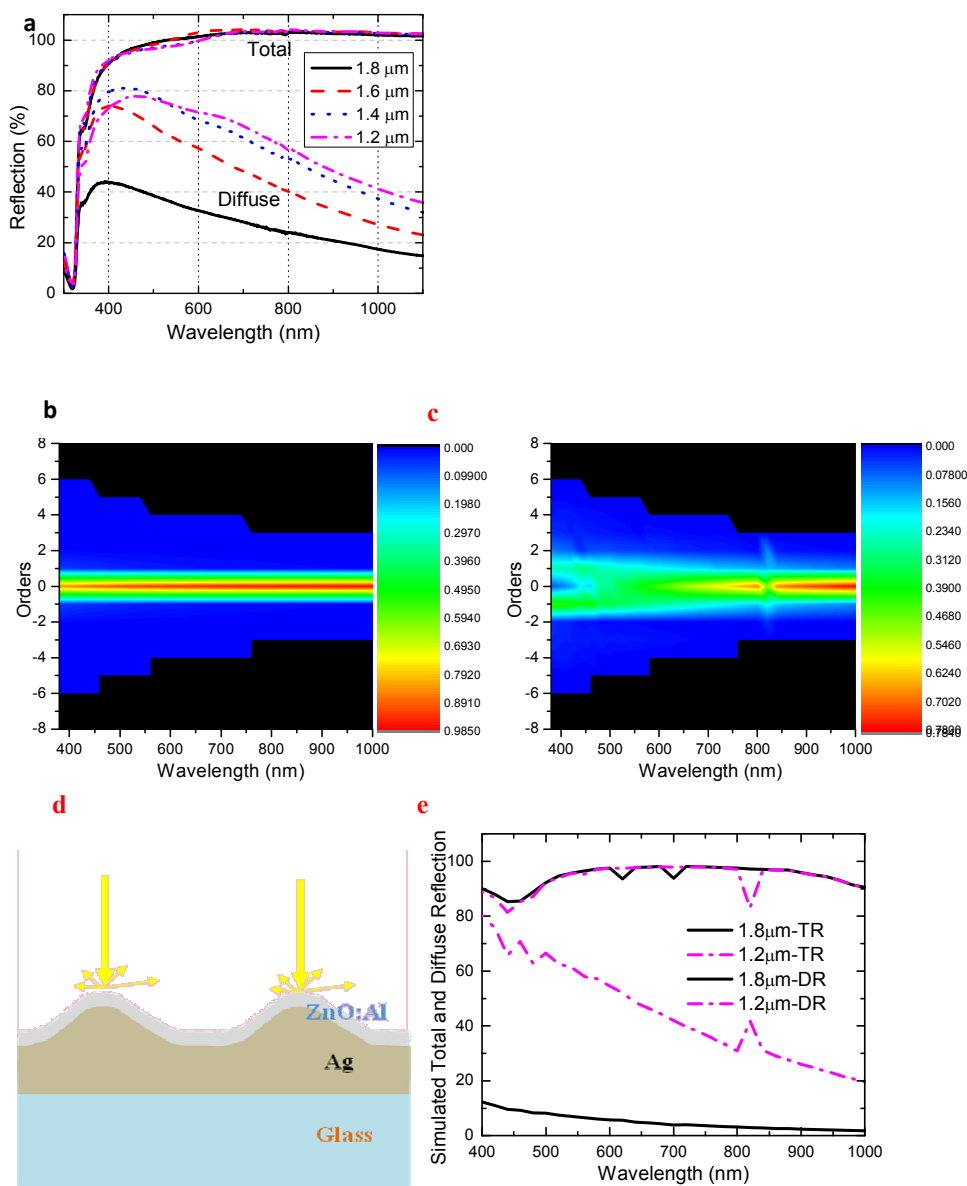 a
Total
1.8 μm
1.6 μm
1.4 μm
1.2 μm
Diffuse
Reflection (%)
100
80
60
40
20
0
400 600 800 1000
Wavelength (nm)
b
Orders
8
6
4
2
0
-2
-4
-6
-8
400 500 600 700 800 900 1000
Wavelength (nm)
0.000
0.09900
0.1980
0.2970
0.3960
0.4950
0.5940
0.6930
0.7920
0.8910
0.9850
c
Orders
8
6
4
2
0
-2
-4
-6
-8
400 500 600 700 800 900 1000
Wavelength (nm)
0.000
0.07800
0.1560
0.2340
0.3120
0.3900
0.4680
0.5460
0.6240
0.7020
0.7800
0.7840
d
ZnO:Al
Ag
Glass
e
Simulated Total and Diffuse Reflection
100
80
60
40
20
0
1.8μm-TR
1.2μm-TR
1.8μm-DR
1.2μm-DR
400 500 600 700 800 900 1000
Wavelength (nm)